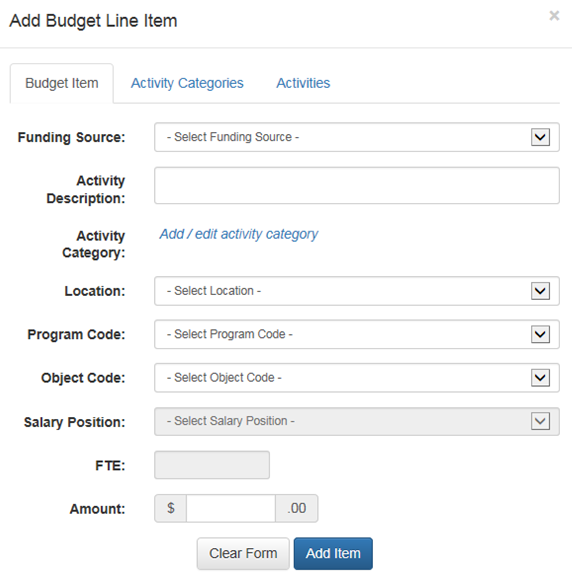 Add Budget Line Item
×
Budget Item Activity Categories Activities
Funding Source: - Select Funding Source -
Activity
Description:
Activity
Category:
Add / edit activity category
Location: - Select Location -
Program Code: - Select Program Code -
Object Code: - Select Object Code -
Salary Position: - Select Salary Position -
FTE:
Amount: $ .00
Clear Form Add Item